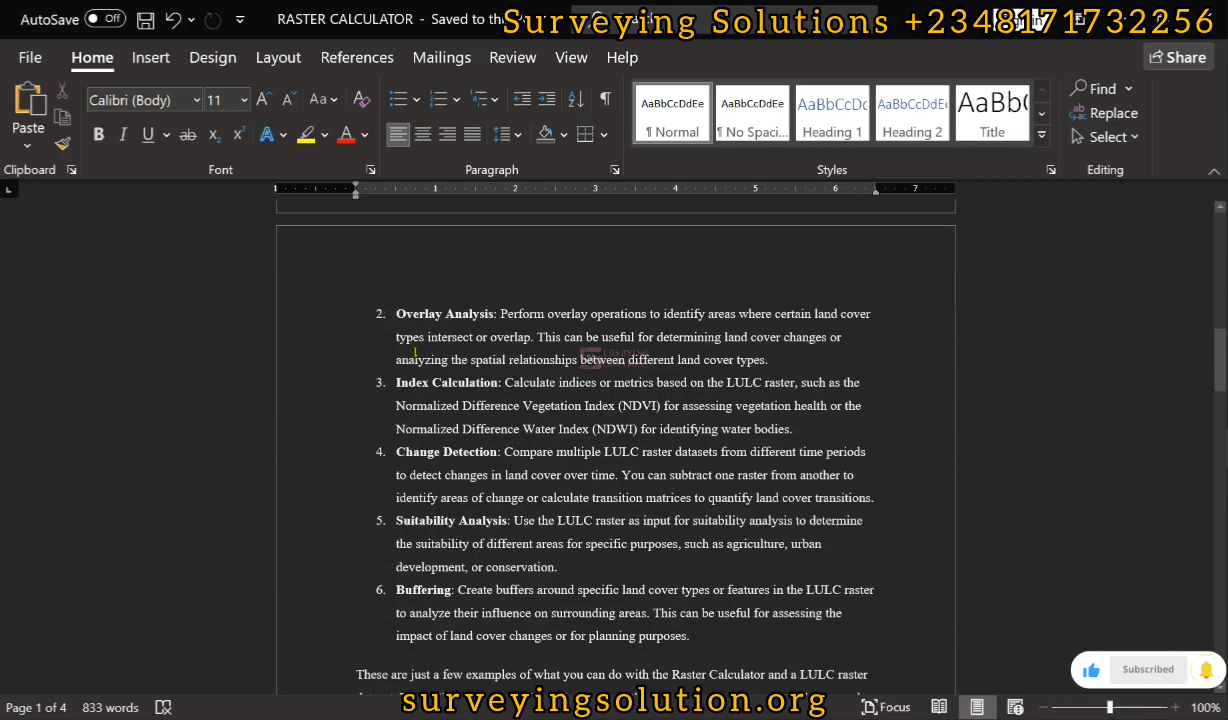 AutoSave Off RASTER CALCULATOR - Saved to th
Surveying Solutions +2348171732256
File Home Insert Design Layout References Mailings Review View Help Share
Paste
Calibri (Body) 11 Aa
AaBbCcDdEe AaBbCcDdEe AaBbCcDc AaBbCcDdE AaBb(
¶ Normal ¶ No Spaci... Heading 1 Heading 2 Title
Find
Replace
Select
Clipboard Font Paragraph Styles Editing
1 1 2 3 4 5 6 7
2. Overlay Analysis: Perform overlay operations to identify areas where certain land cover
types intersect or overlap. This can be useful for determining land cover changes or
analyzing the spatial relationships between different land cover types.
3. Index Calculation: Calculate indices or metrics based on the LULC raster, such as the
Normalized Difference Vegetation Index (NDVI) for assessing vegetation health or the
Normalized Difference Water Index (NDWI) for identifying water bodies.
4. Change Detection: Compare multiple LULC raster datasets from different time periods
to detect changes in land cover over time. You can subtract one raster from another to
identify areas of change or calculate transition matrices to quantify land cover transitions.
5. Suitability Analysis: Use the LULC raster as input for suitability analysis to determine
the suitability of different areas for specific purposes, such as agriculture, urban
development, or conservation.
6. Buffering: Create buffers around specific land cover types or features in the LULC raster
to analyze their influence on surrounding areas. This can be useful for assessing the
impact of land cover changes or for planning purposes.
These are just a few examples of what you can do with the Raster Calculator and a LULC raster
Subscribed
surveyingsolution.org
Page 1 of 4 833 words Focus 100%